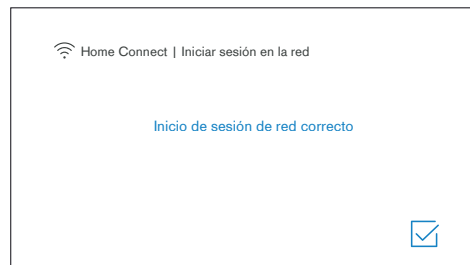 Home Connect | Iniciar sesión en la red
Inicio de sesión de red correcto